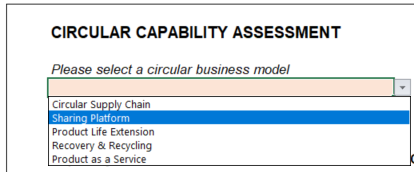 CIRCULAR CAPABILITY ASSESSMENT
Please select a circular business model
Circular Supply Chain
Sharing Platform
Product Life Extension
Recovery & Recycling
Product as a Service